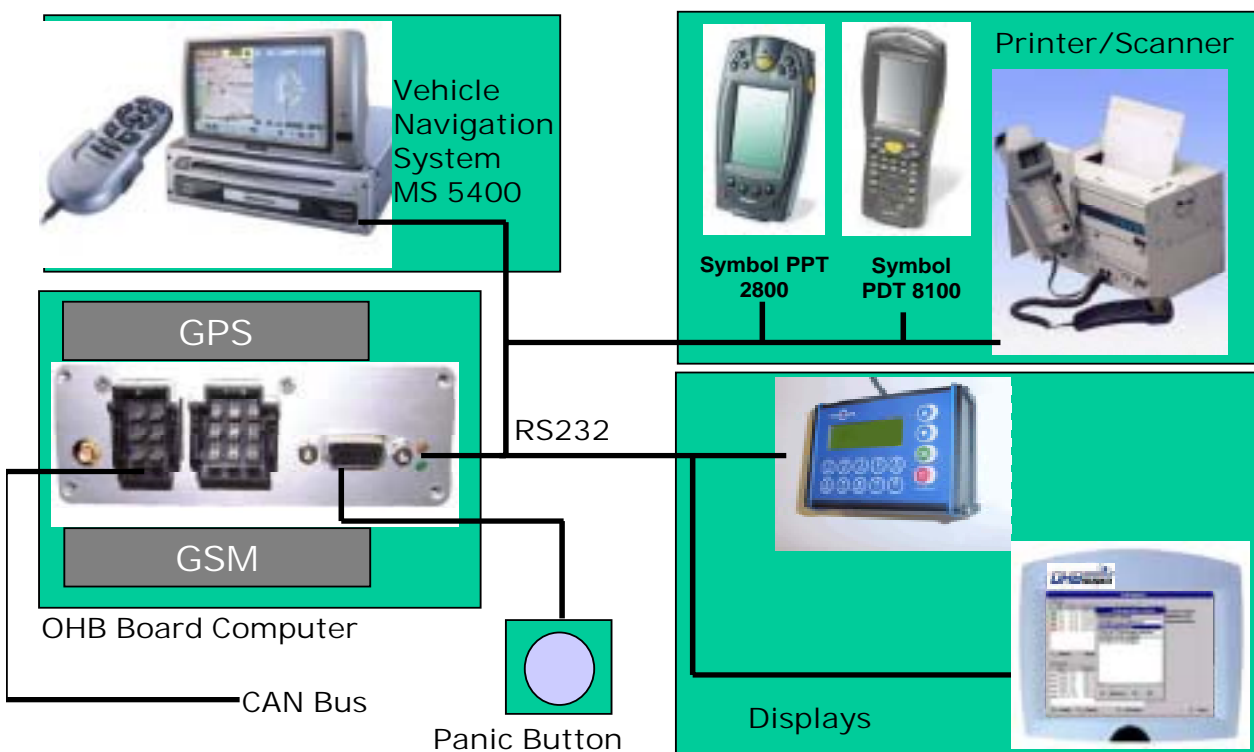 Vehicle
Navigation
System
MS 5400
Printer/Scanner
Symbol PPT
2800
Symbol
PDT 8100
GPS
RS232
GSM
OHB Board Computer
CAN Bus
Panic Button
Displays